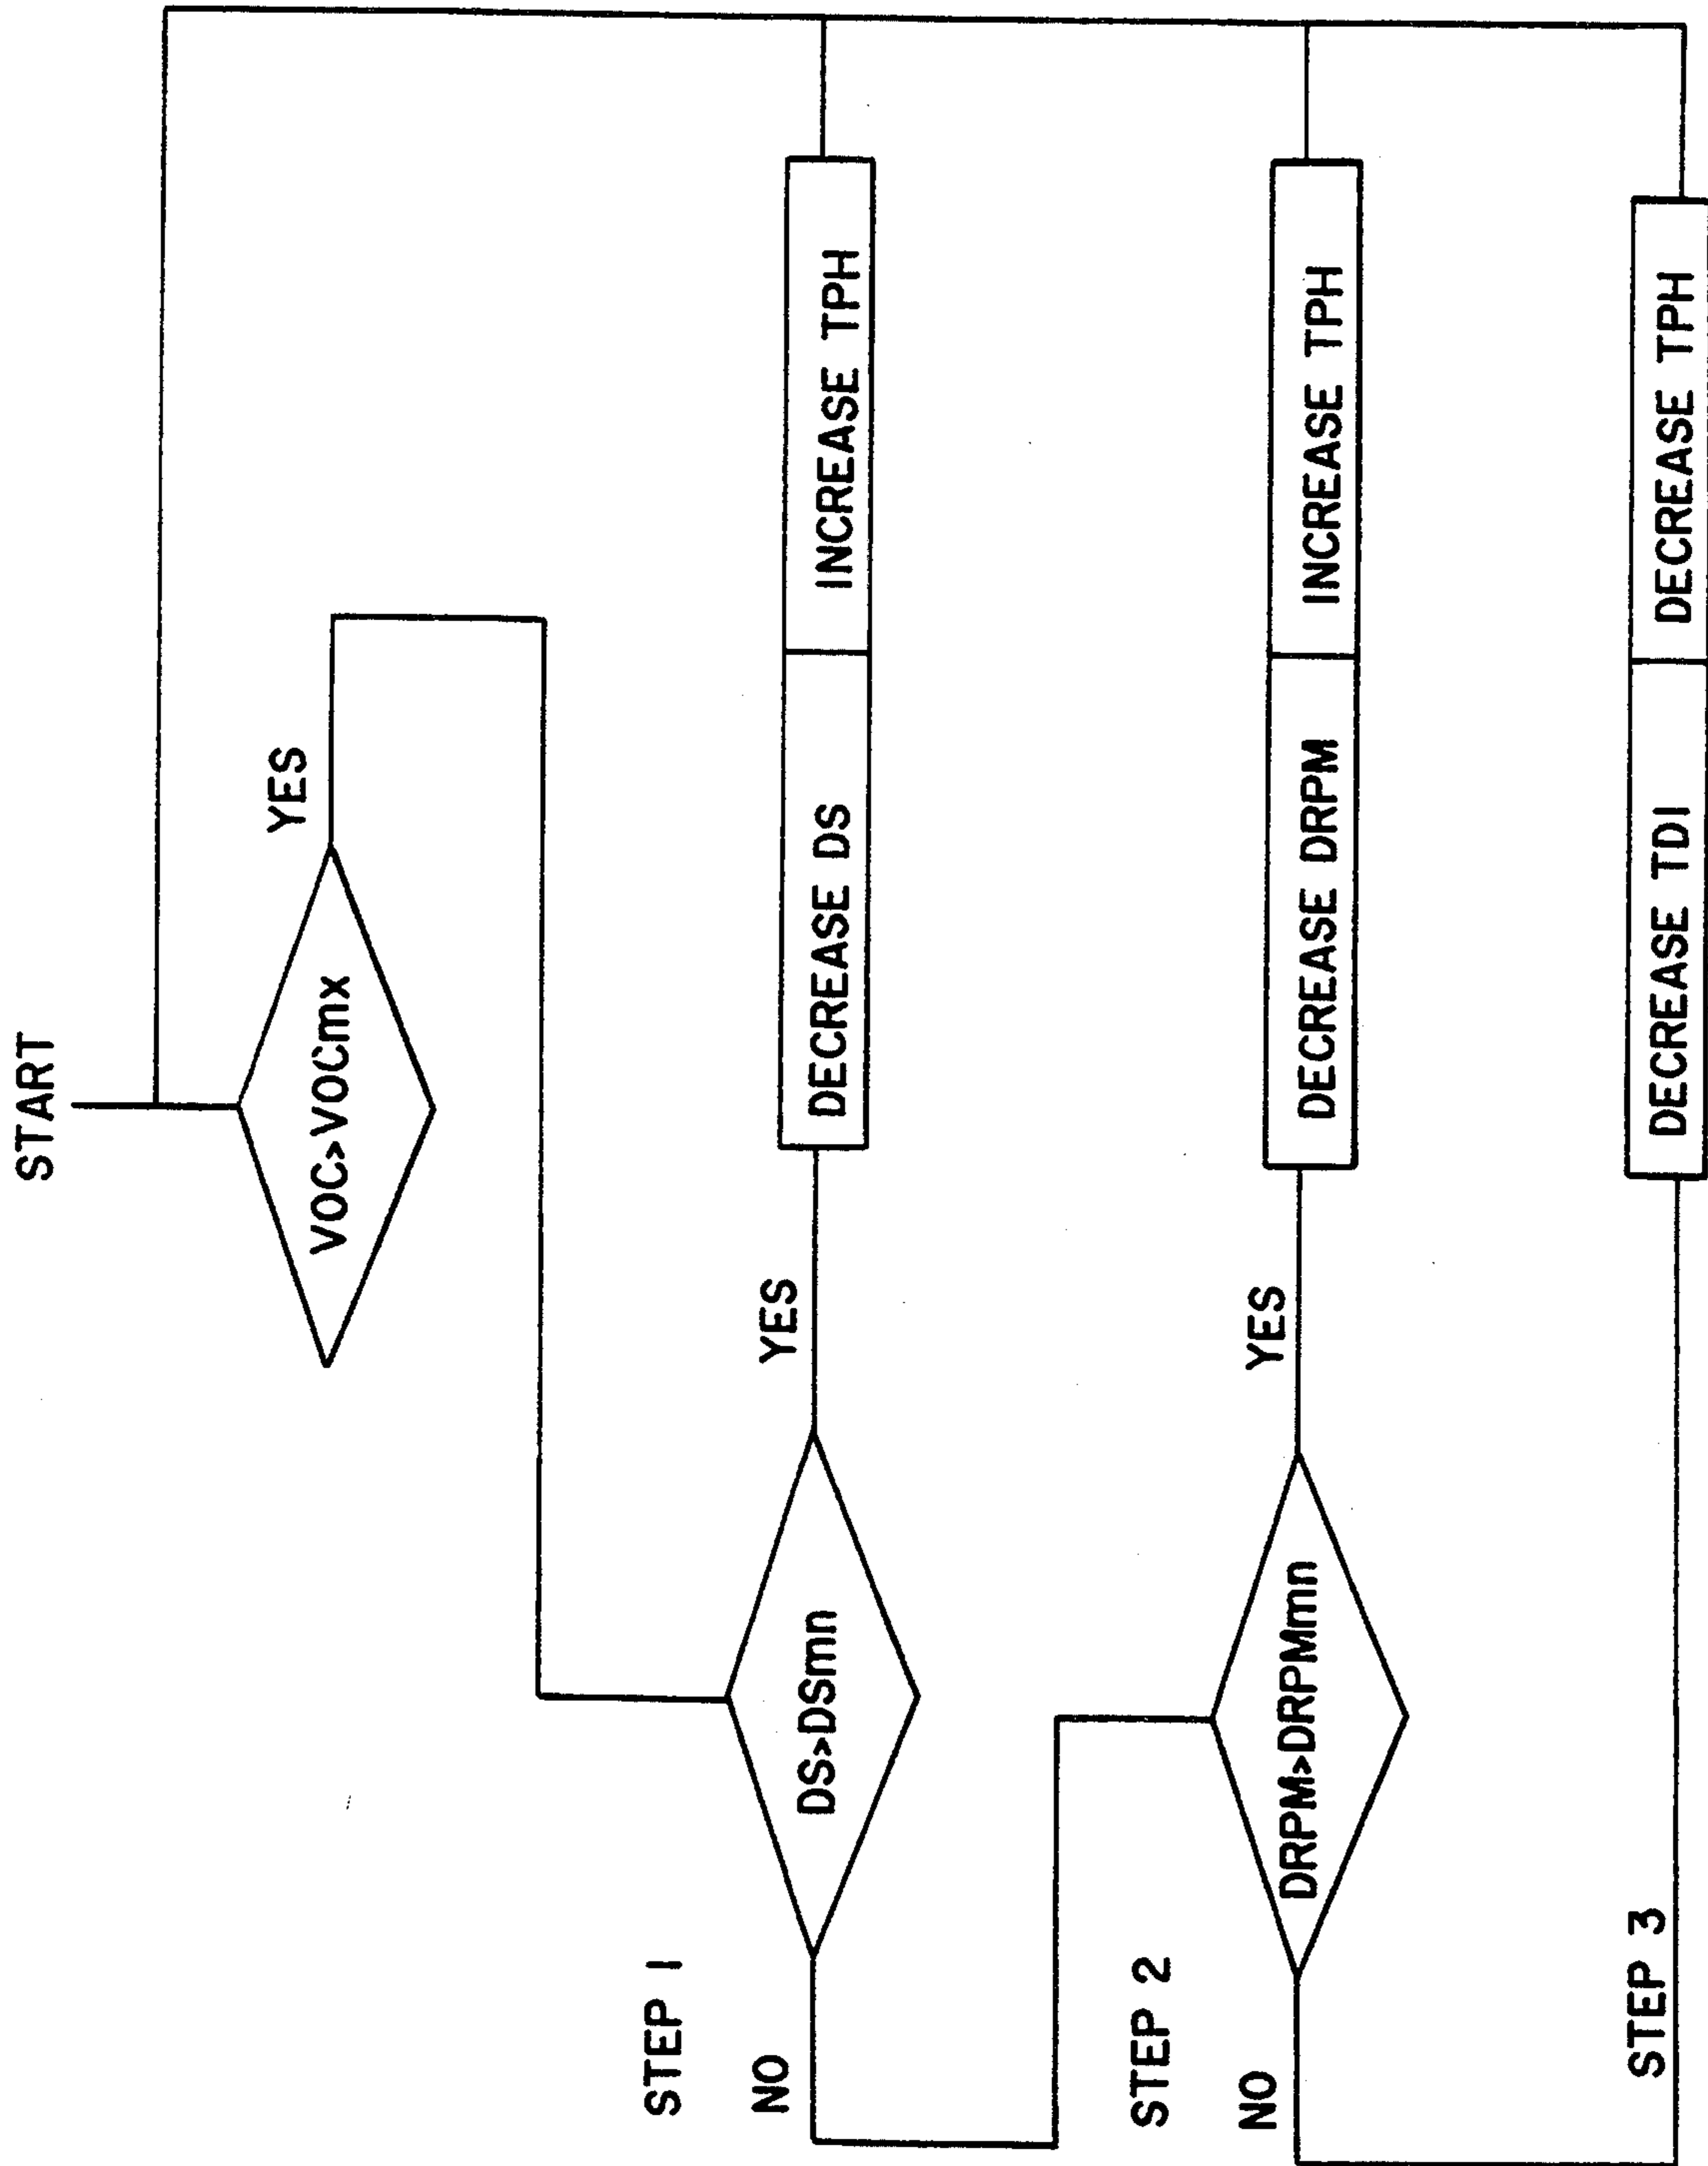 START
VOC>VOCmx
YES
STEP 1
DS>DSmn
YES
DECREASE DS
INCREASE TPH
NO
STEP 2
DRPM>DRPMmn
YES
DECREASE DRPM
INCREASE TPH
NO
STEP 3
DECREASE TDI
DECREASE TPH